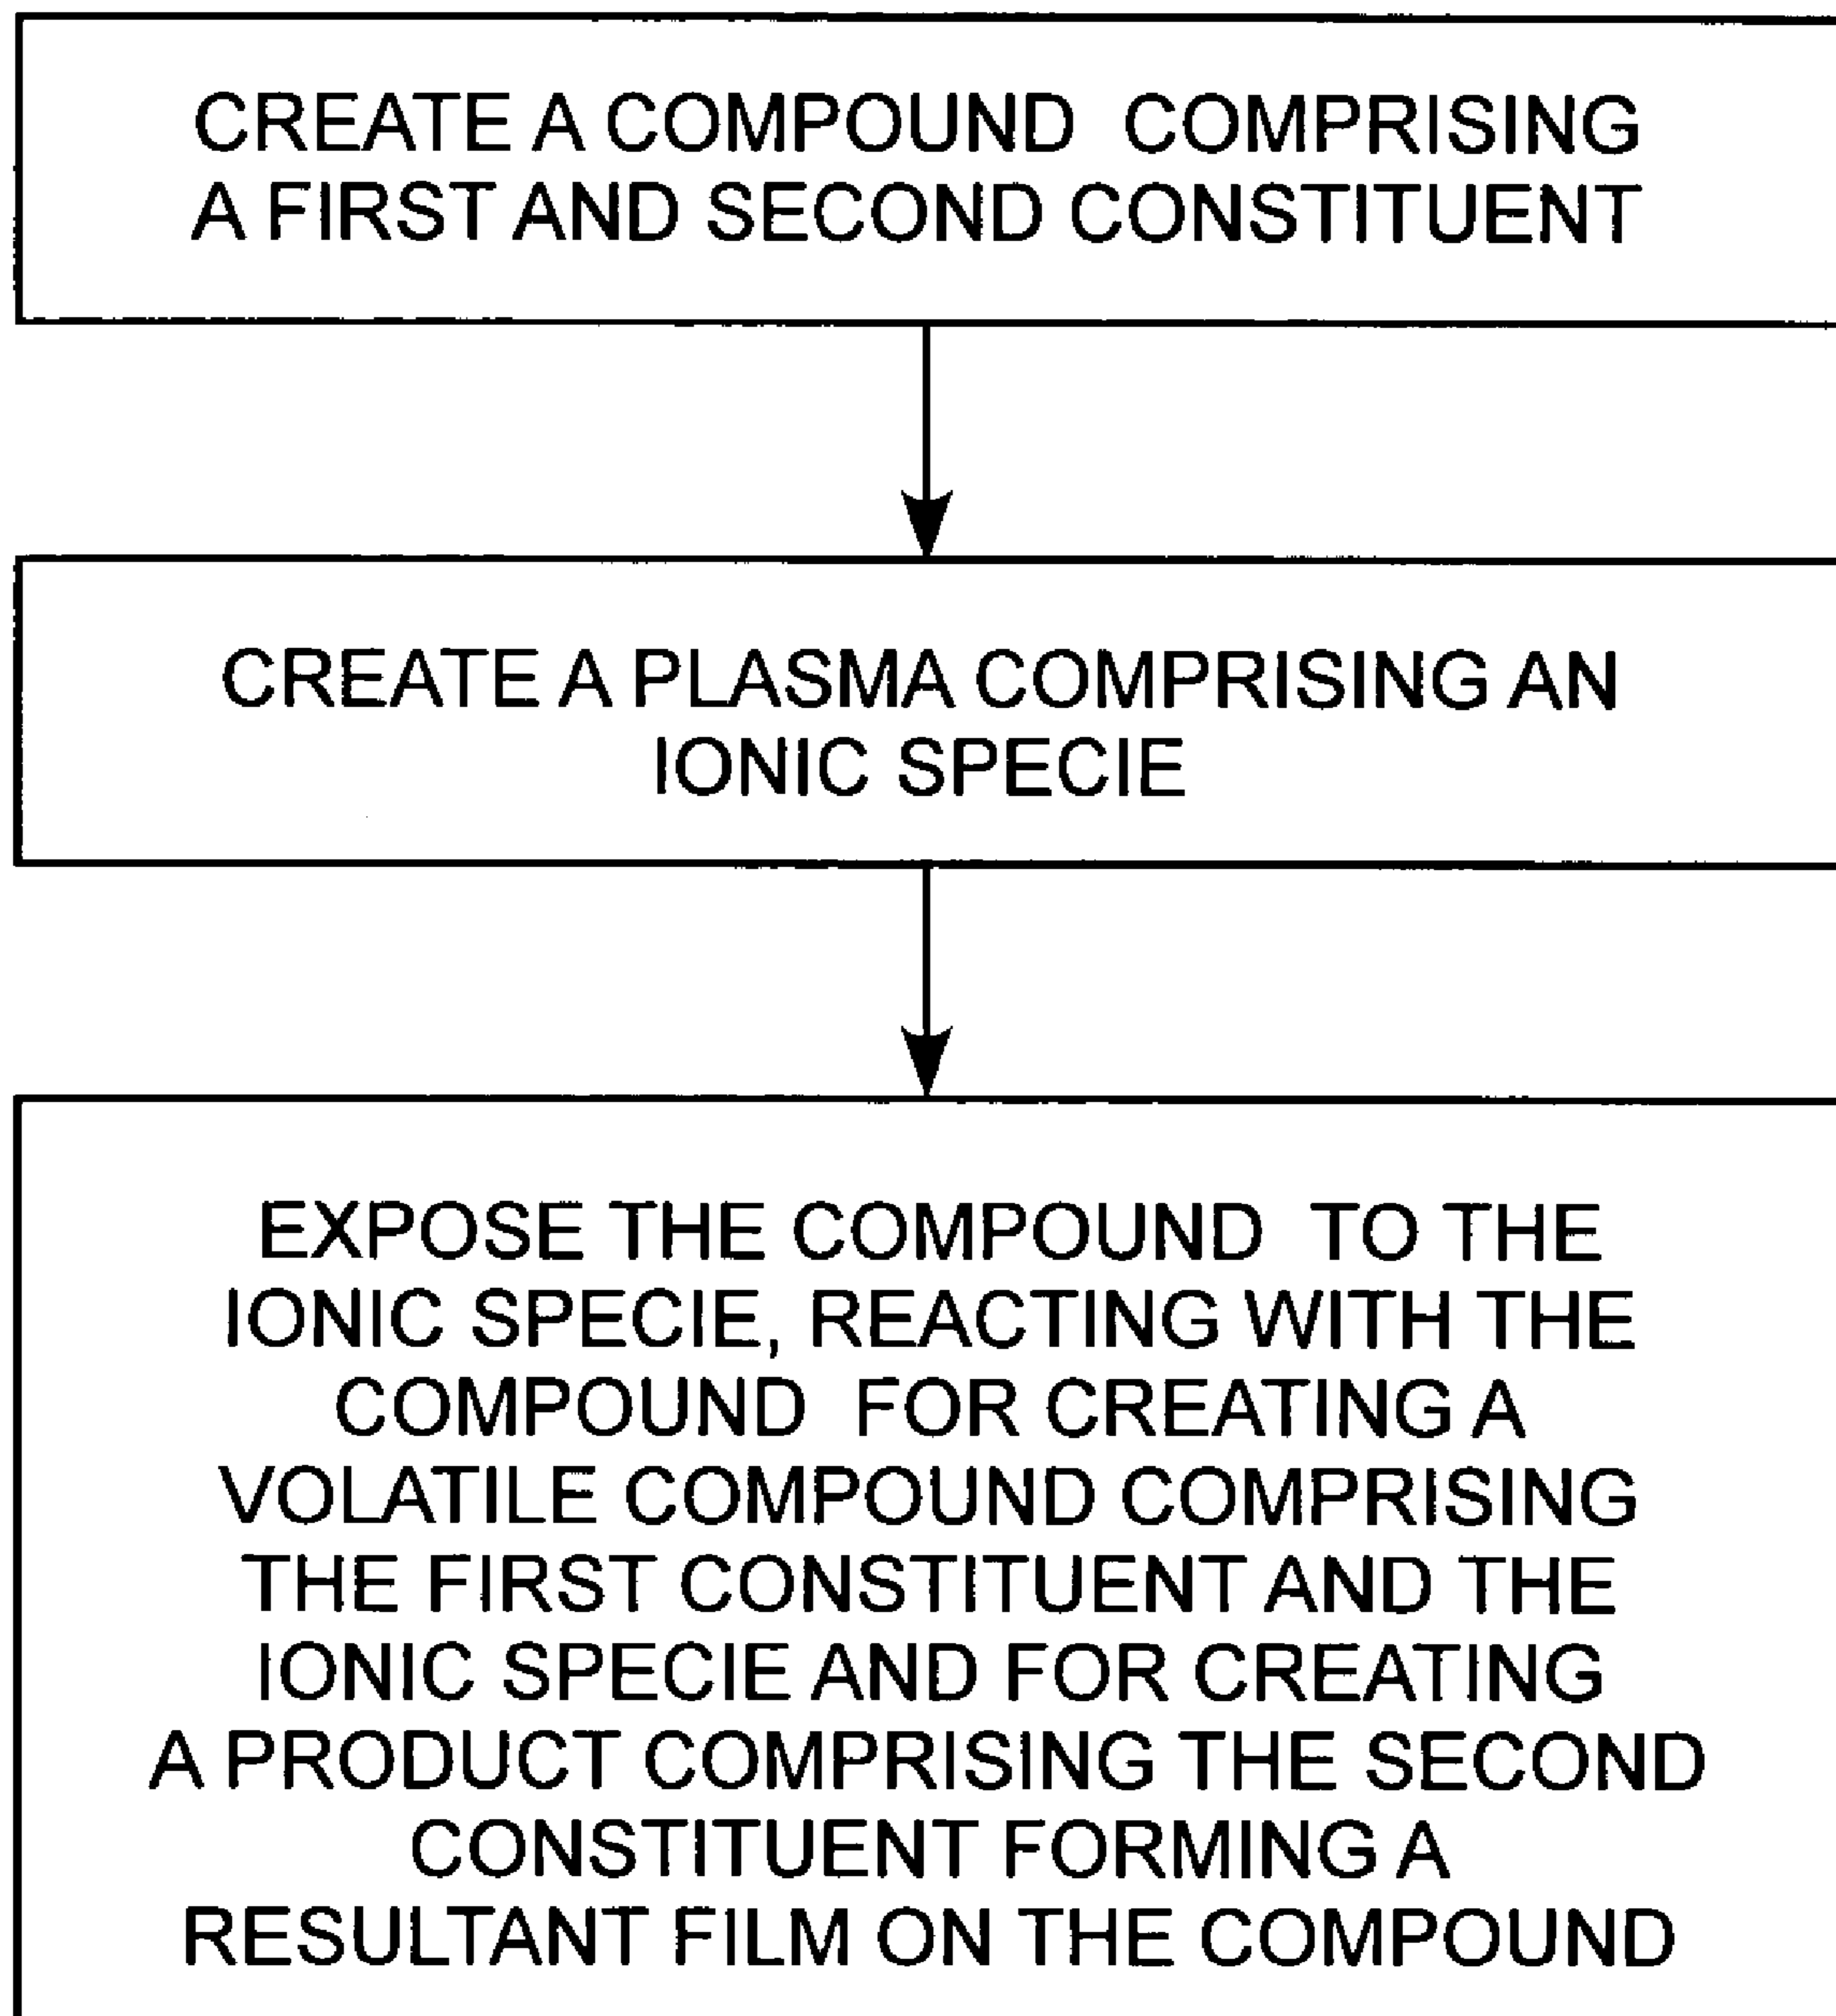 CREATE A COMPOUND COMPRISING
A FIRST AND SECOND CONSTITUENT
CREATE A PLASMA COMPRISING AN
IONIC SPECIE
EXPOSE THE COMPOUND TO THE
IONIC SPECIE, REACTING WITH THE
COMPOUND FOR CREATING A
VOLATILE COMPOUND COMPRISING
THE FIRST CONSTITUENT AND THE
IONIC SPECIE AND FOR CREATING
A PRODUCT COMPRISING THE SECOND
CONSTITUENT FORMING A
RESULTANT FILM ON THE COMPOUND